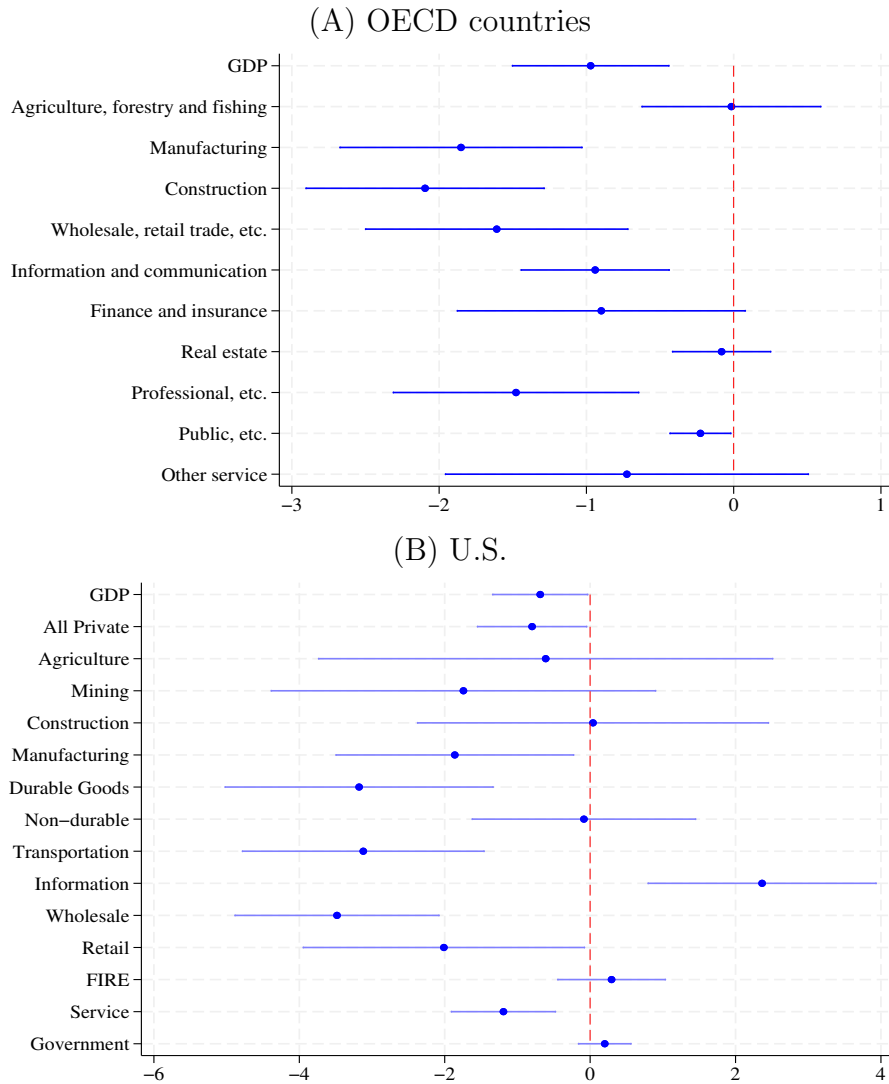 (A) OECD countries
GDP
Agriculture, forestry and fishing
Manufacturing
Construction
Wholesale, retail trade, etc.
Information and communication
Finance and insurance
Real estate
Professional, etc.
Public, etc.
Other service
−3 −2 −1 0 1
(B) U.S.
GDP
All Private
Agriculture
Mining
Construction
Manufacturing
Durable Goods
Non−durable
Transportation
Information
Wholesale
Retail
FIRE
Service
Government
−6 −4 −2 0 2 4